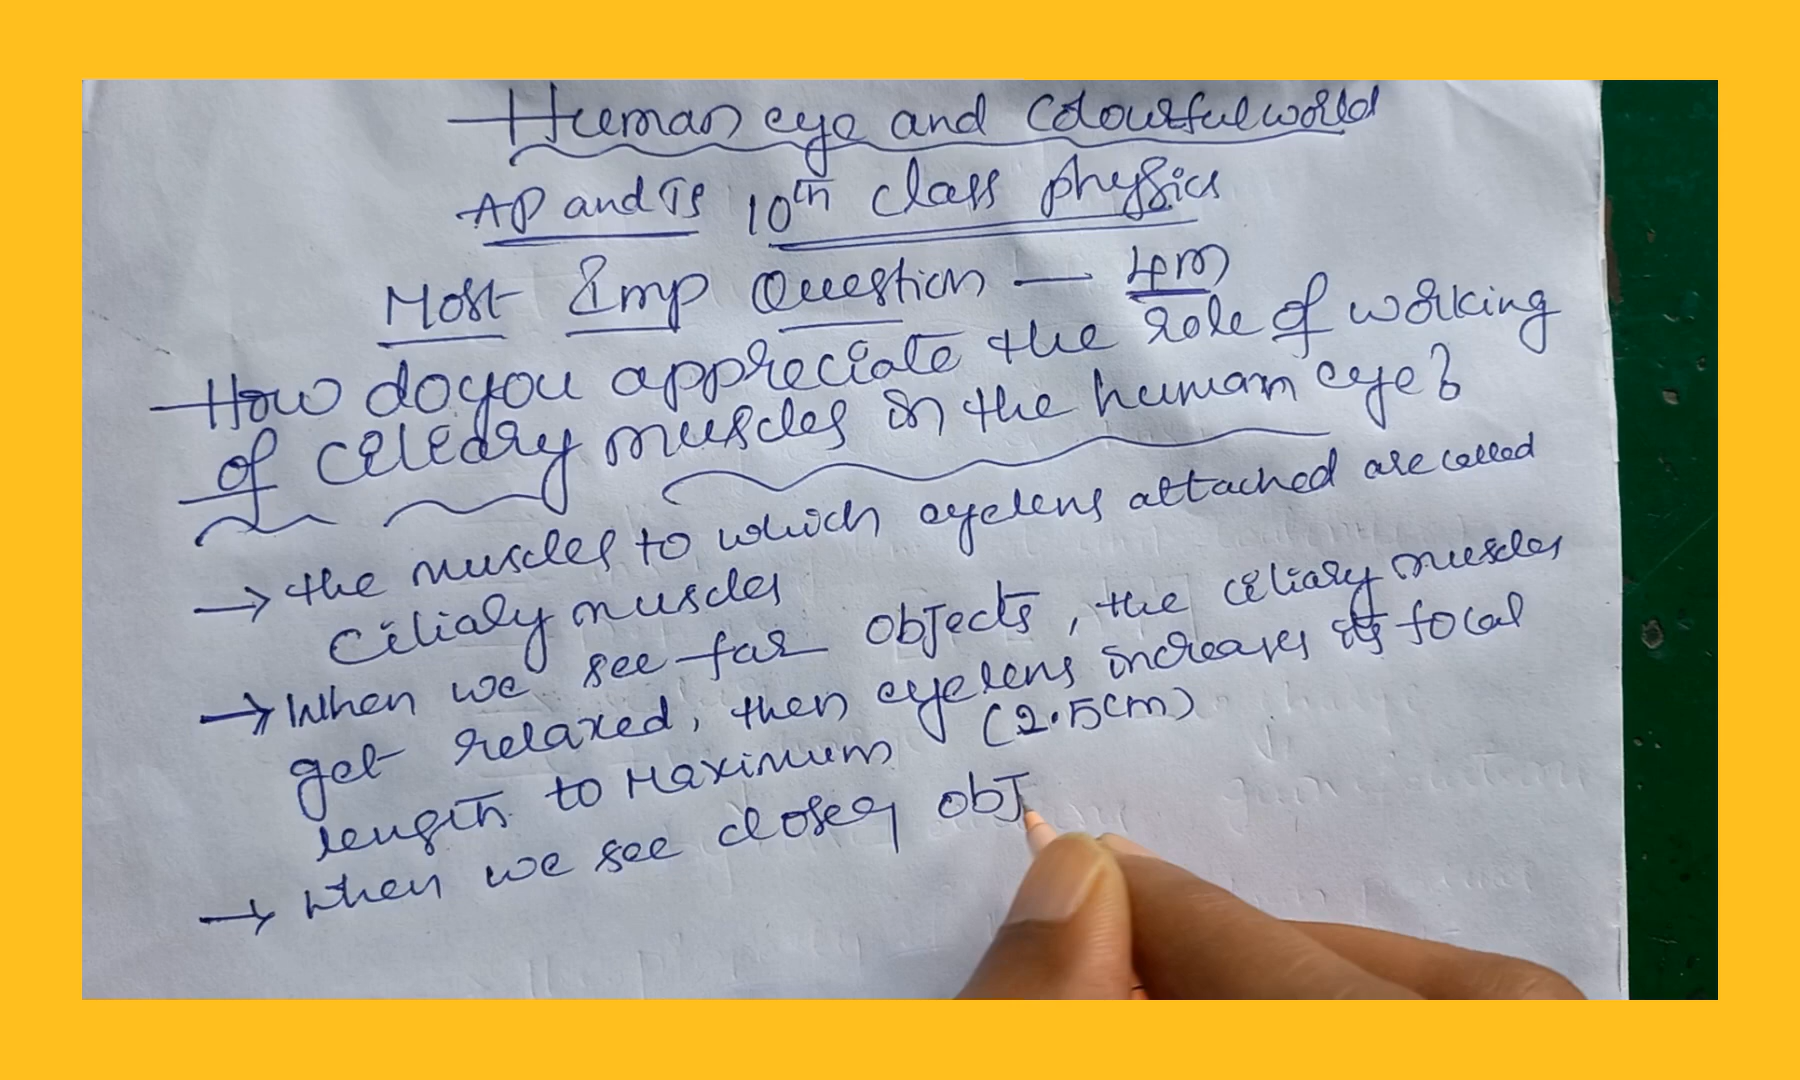 Human eye and Colourful world
AP and TS 10th class physics
Most Imp Question — 4m
How do you appreciate the role of working
of ciliary muscles in the human eye?
→ the muscles to which eyelens attached are called
Cilialy muscles
→ When we see far objects, the ciliary muscles
get relaxed, then eyelens increases its focal
length to Maximum (2.5cm)
→ When we see closey obj